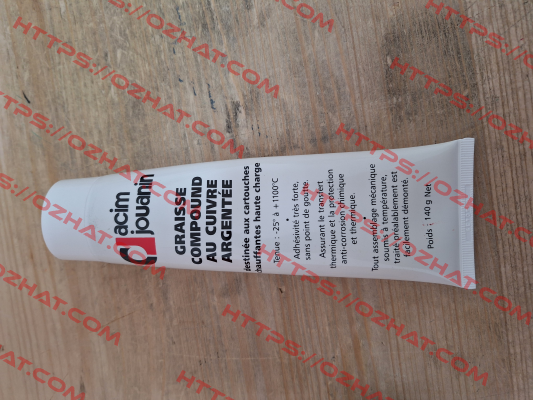 acim
jouanin
GRAISSE
COMPOUND
AU CUIVRE
ARGENTÉE
destinée aux cartouches
chauffantes haute charge
Tenue : -25° à +1100°C
Adhésivité très forte,
sans point de goutte.
Assurant le transfert
thermique et la protection
anti-corrosion chimique
et thermique.
Tout assemblage mécanique
soumis à température,
traité préalablement est
facilement démonté.
Poids : 140 g Net
HTTPS://OZHAT.COM